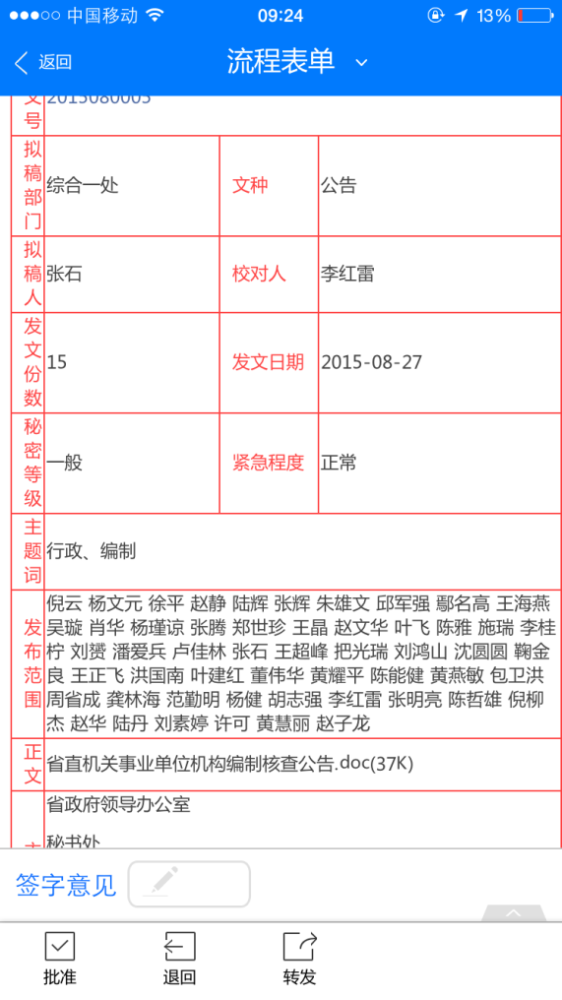 中国移动 09:24 13%
返回 流程表单
文号 2015080005
拟稿部门 综合一处 文种 公告
拟稿人 张石 校对人 李红雷
发文份数 15 发文日期 2015-08-27
秘密等级 一般 紧急程度 正常
主题词 行政、编制
发布范围
倪云 杨文元 徐平 赵静 陆辉 张辉 朱雄文 邱军强 鄢名高 王海燕
吴璇 肖华 杨瑾谅 张腾 郑世珍 王晶 赵文华 叶飞 陈雅 施瑞 李桂
柠 刘赟 潘爱兵 卢佳林 张石 王超峰 把光瑞 刘鸿山 沈圆圆 鞠金
良 王正飞 洪国南 叶建红 董伟华 黄耀平 陈能健 黄燕敏 包卫洪
周省成 龚林海 范勤明 杨健 胡志强 李红雷 张明亮 陈哲雄 倪柳
杰 赵华 陆丹 刘素婷 许可 黄慧丽 赵子龙
正文 省直机关事业单位机构编制核查公告.doc(37K)
省政府领导办公室
秘书处
签字意见
批准 退回 转发